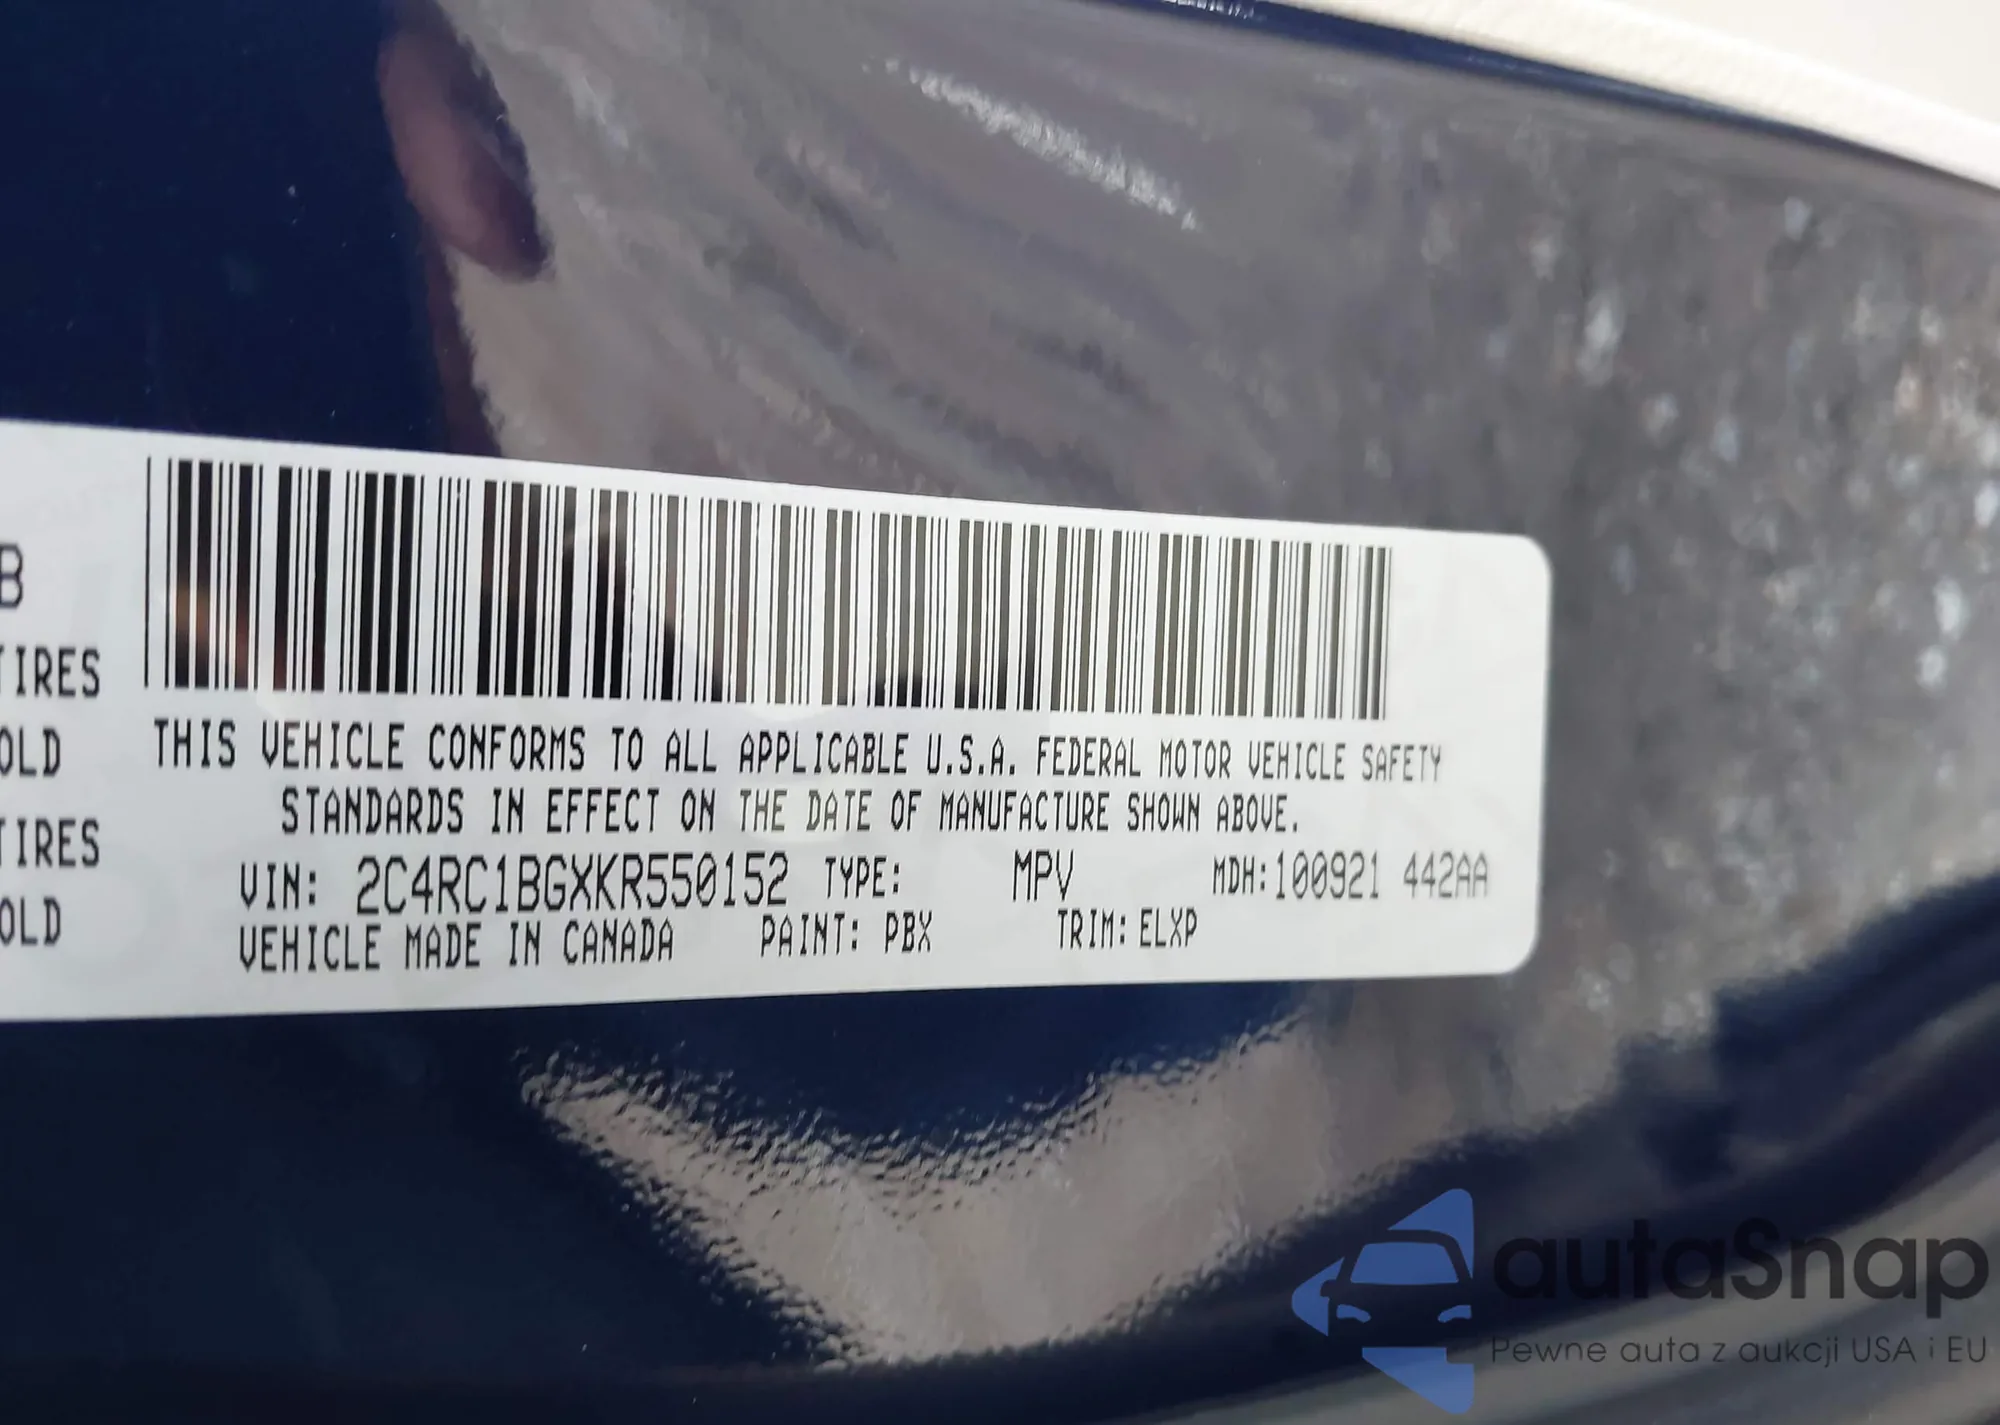 B
TIRES
OLD
TIRES
OLD
THIS VEHICLE CONFORMS TO ALL APPLICABLE U.S.A. FEDERAL MOTOR VEHICLE SAFETY
STANDARDS IN EFFECT ON THE DATE OF MANUFACTURE SHOWN ABOVE.
VIN: 2C4RC1BGXKR550152 TYPE: MPV MDH:100921 442AA
VEHICLE MADE IN CANADA PAINT: PBX TRIM: ELXP
autaSnap
Pewne auta z aukcji USA i EU